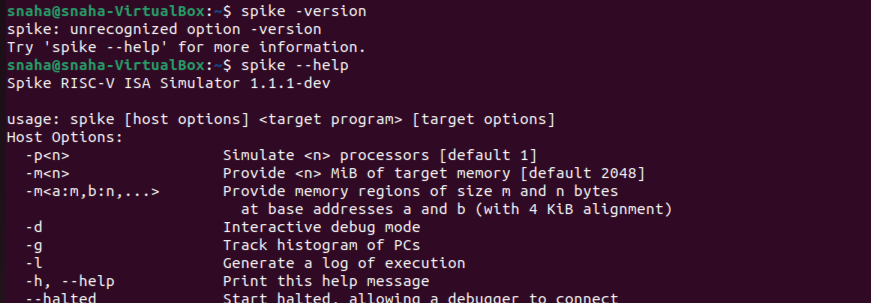 snaha@snaha-VirtualBox:~$ spike -version
spike: unrecognized option -version
Try 'spike --help' for more information.
snaha@snaha-VirtualBox:~$ spike --help
Spike RISC-V ISA Simulator 1.1.1-dev
usage: spike [host options] <target program> [target options]
Host Options:
-p<n> Simulate <n> processors [default 1]
-m<n> Provide <n> MiB of target memory [default 2048]
-m<a:m,b:n,...> Provide memory regions of size m and n bytes
at base addresses a and b (with 4 KiB alignment)
-d Interactive debug mode
-g Track histogram of PCs
-l Generate a log of execution
-h, --help Print this help message
--halted Start halted, allowing a debugger to connect